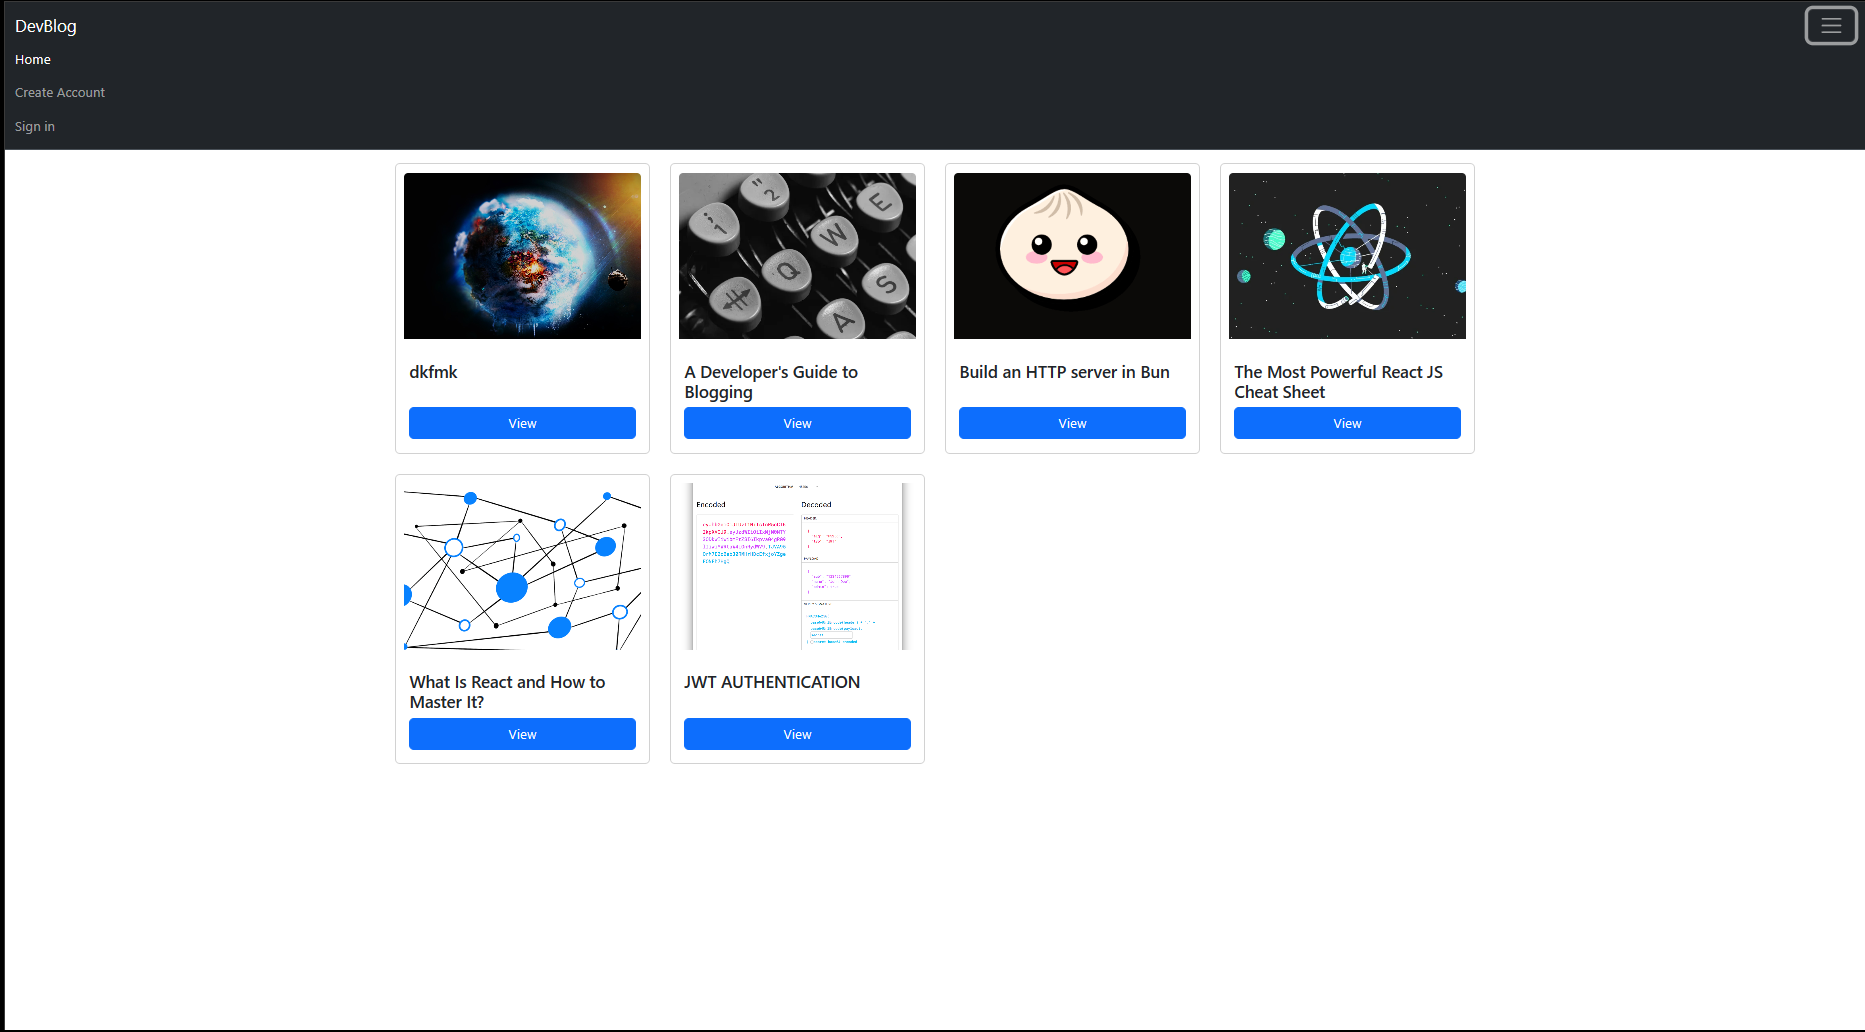 DevBlog
Home
Create Account
Sign in
1
"
2
W
E
Q
S
A
dkfmk
View
A Developer's Guide to
Blogging
View
Build an HTTP server in Bun
View
The Most Powerful React JS
Cheat Sheet
View
Encoded
Decoded
What Is React and How to
Master It?
View
JWT AUTHENTICATION
View